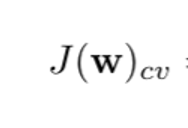 J(w)_{cv} =